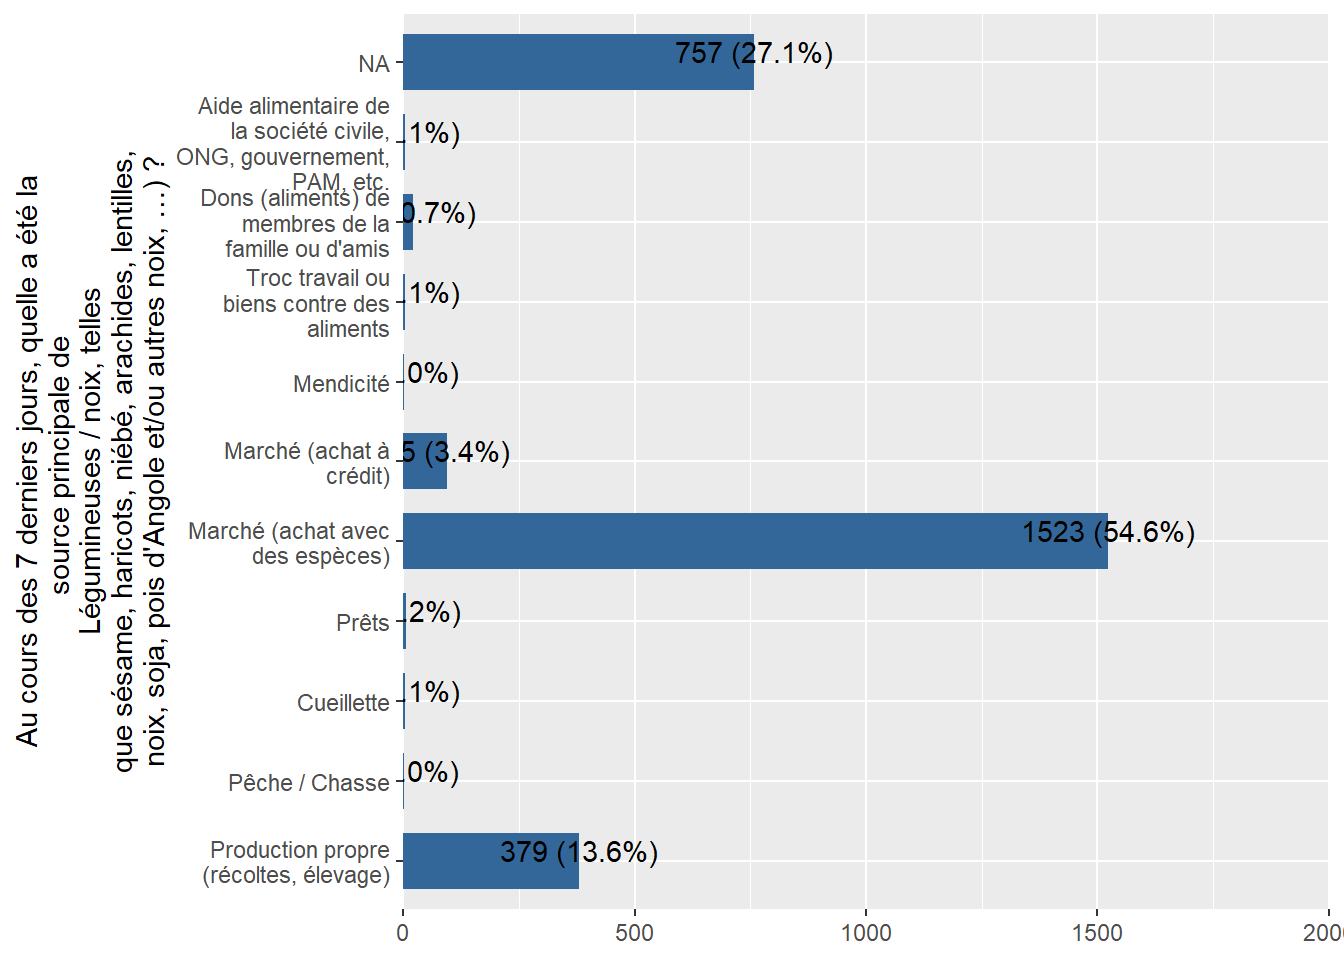 Au cours des 7 derniers jours, quelle a été la
source principale de
Légumineuses / noix, telles
que sésame, haricots, niébé, arachides, lentilles,
noix, soja, pois d'Angole et/ou autres noix, …) ?
NA
757 (27.1%)
Aide alimentaire de
la société civile,
ONG, gouvernement,
PAM, etc.
1%)
Dons (aliments) de
membres de la
famille ou d'amis
0.7%)
Troc travail ou
biens contre des
aliments
1%)
Mendicité
0%)
Marché (achat à
crédit)
5 (3.4%)
Marché (achat avec
des espèces)
1523 (54.6%)
Prêts
2%)
Cueillette
1%)
Pêche / Chasse
0%)
Production propre
(récoltes, élevage)
379 (13.6%)
0 500 1000 1500 200